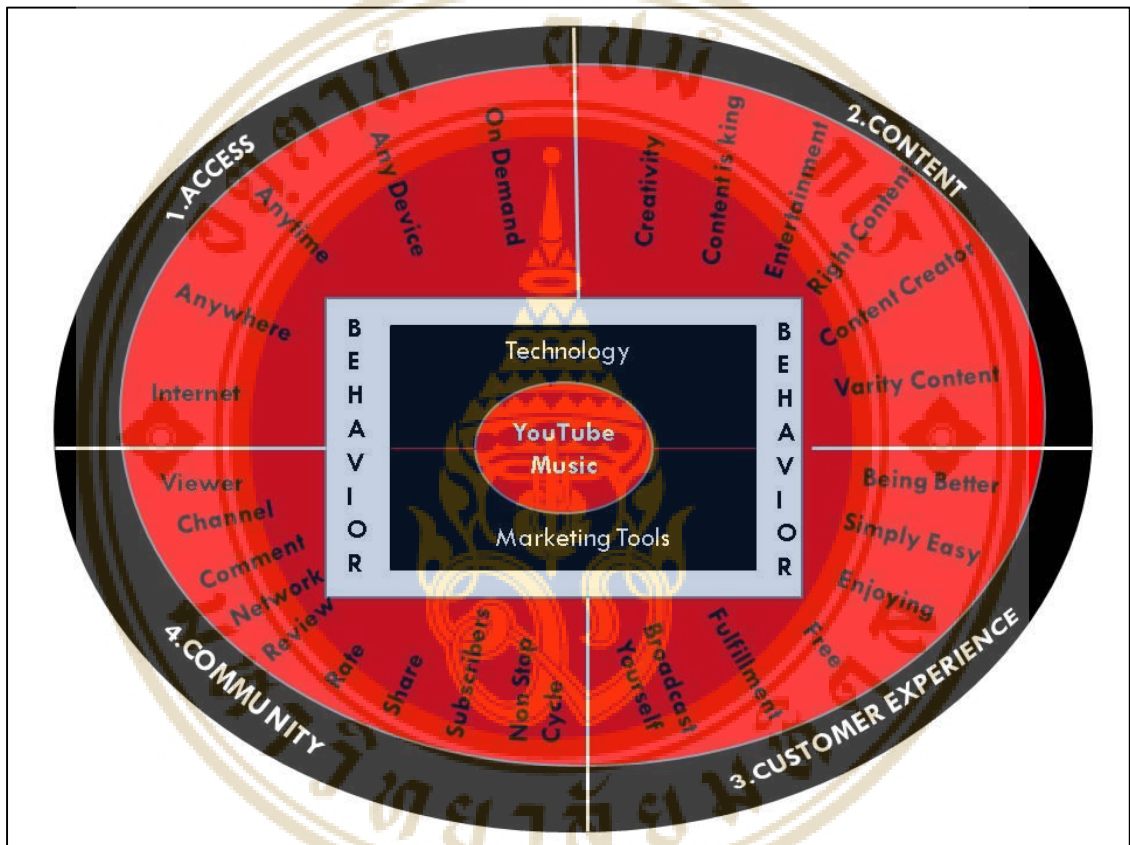 1.ACCESS
On Demand
Any Device
Anytime
Anywhere
Internet
2.CONTENT
Creativity
Content is king
Entertainment
Right Content
Content Creator
Varity Content
BEHAVIOR
Technology
YouTube
Music
Marketing Tools
BEHAVIOR
Being Better
Simply Easy
Enjoying
Free
Fulfillment
Broadcast
Yourself
3.CUSTOMER EXPERIENCE
Viewer
Channel
Comment
Network
Review
Rate
Share
Subscribers
Non Stop
Cycle
4.COMMUNITY